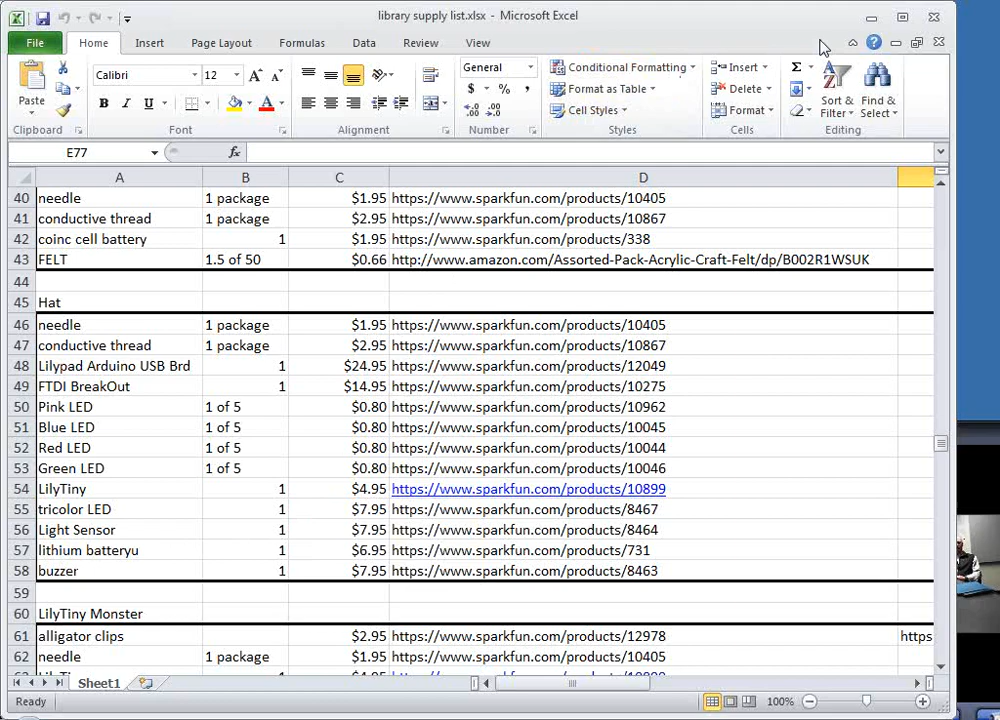 library supply list.xlsx - Microsoft Excel
File Home Insert Page Layout Formulas Data Review View
Calibri 12 General Conditional Formatting Insert
Paste B I U $ % , Format as Table Delete Sort & Find &
Cell Styles Format Filter Select
Clipboard Font Alignment Number Styles Cells Editing
E77 fx
A B C D
40 needle 1 package $1.95 https://www.sparkfun.com/products/10405
41 conductive thread 1 package $2.95 https://www.sparkfun.com/products/10867
42 coinc cell battery 1 $1.95 https://www.sparkfun.com/products/338
43 FELT 1.5 of 50 $0.66 http://www.amazon.com/Assorted-Pack-Acrylic-Craft-Felt/dp/B002R1WSUK
44
45 Hat
46 needle 1 package $1.95 https://www.sparkfun.com/products/10405
47 conductive thread 1 package $2.95 https://www.sparkfun.com/products/10867
48 Lilypad Arduino USB Brd 1 $24.95 https://www.sparkfun.com/products/12049
49 FTDI BreakOut 1 $14.95 https://www.sparkfun.com/products/10275
50 Pink LED 1 of 5 $0.80 https://www.sparkfun.com/products/10962
51 Blue LED 1 of 5 $0.80 https://www.sparkfun.com/products/10045
52 Red LED 1 of 5 $0.80 https://www.sparkfun.com/products/10044
53 Green LED 1 of 5 $0.80 https://www.sparkfun.com/products/10046
54 LilyTiny 1 $4.95 https://www.sparkfun.com/products/10899
55 tricolor LED 1 $7.95 https://www.sparkfun.com/products/8467
56 Light Sensor 1 $7.95 https://www.sparkfun.com/products/8464
57 lithium batteryu 1 $6.95 https://www.sparkfun.com/products/731
58 buzzer 1 $7.95 https://www.sparkfun.com/products/8463
59
60 LilyTiny Monster
61 alligator clips $2.95 https://www.sparkfun.com/products/12978 https
62 needle 1 package $1.95 https://www.sparkfun.com/products/10405
Sheet1
Ready 100%